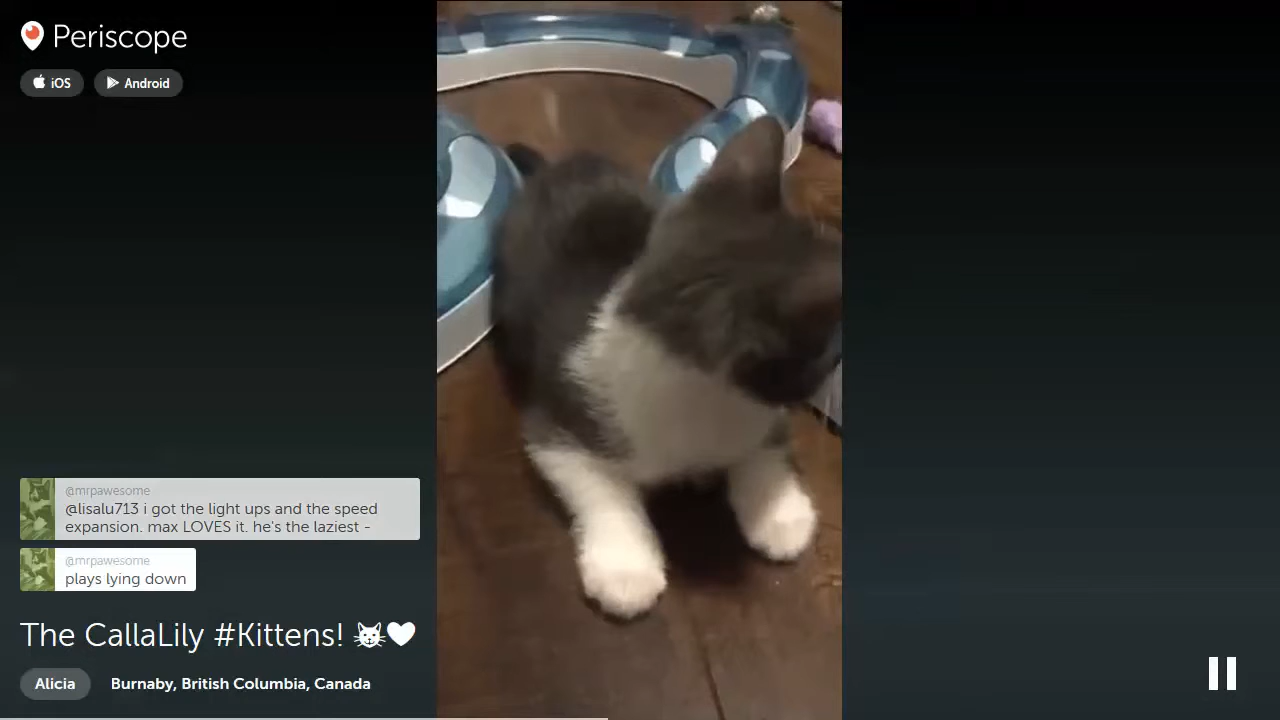 Periscope
iOS
Android
@mrpawesome
@lisalu713 i got the light ups and the speed
expansion. max LOVES it. he's the laziest -
@mrpawesome
plays lying down
The CallaLily #Kittens! 😺🤍
Alicia
Burnaby, British Columbia, Canada